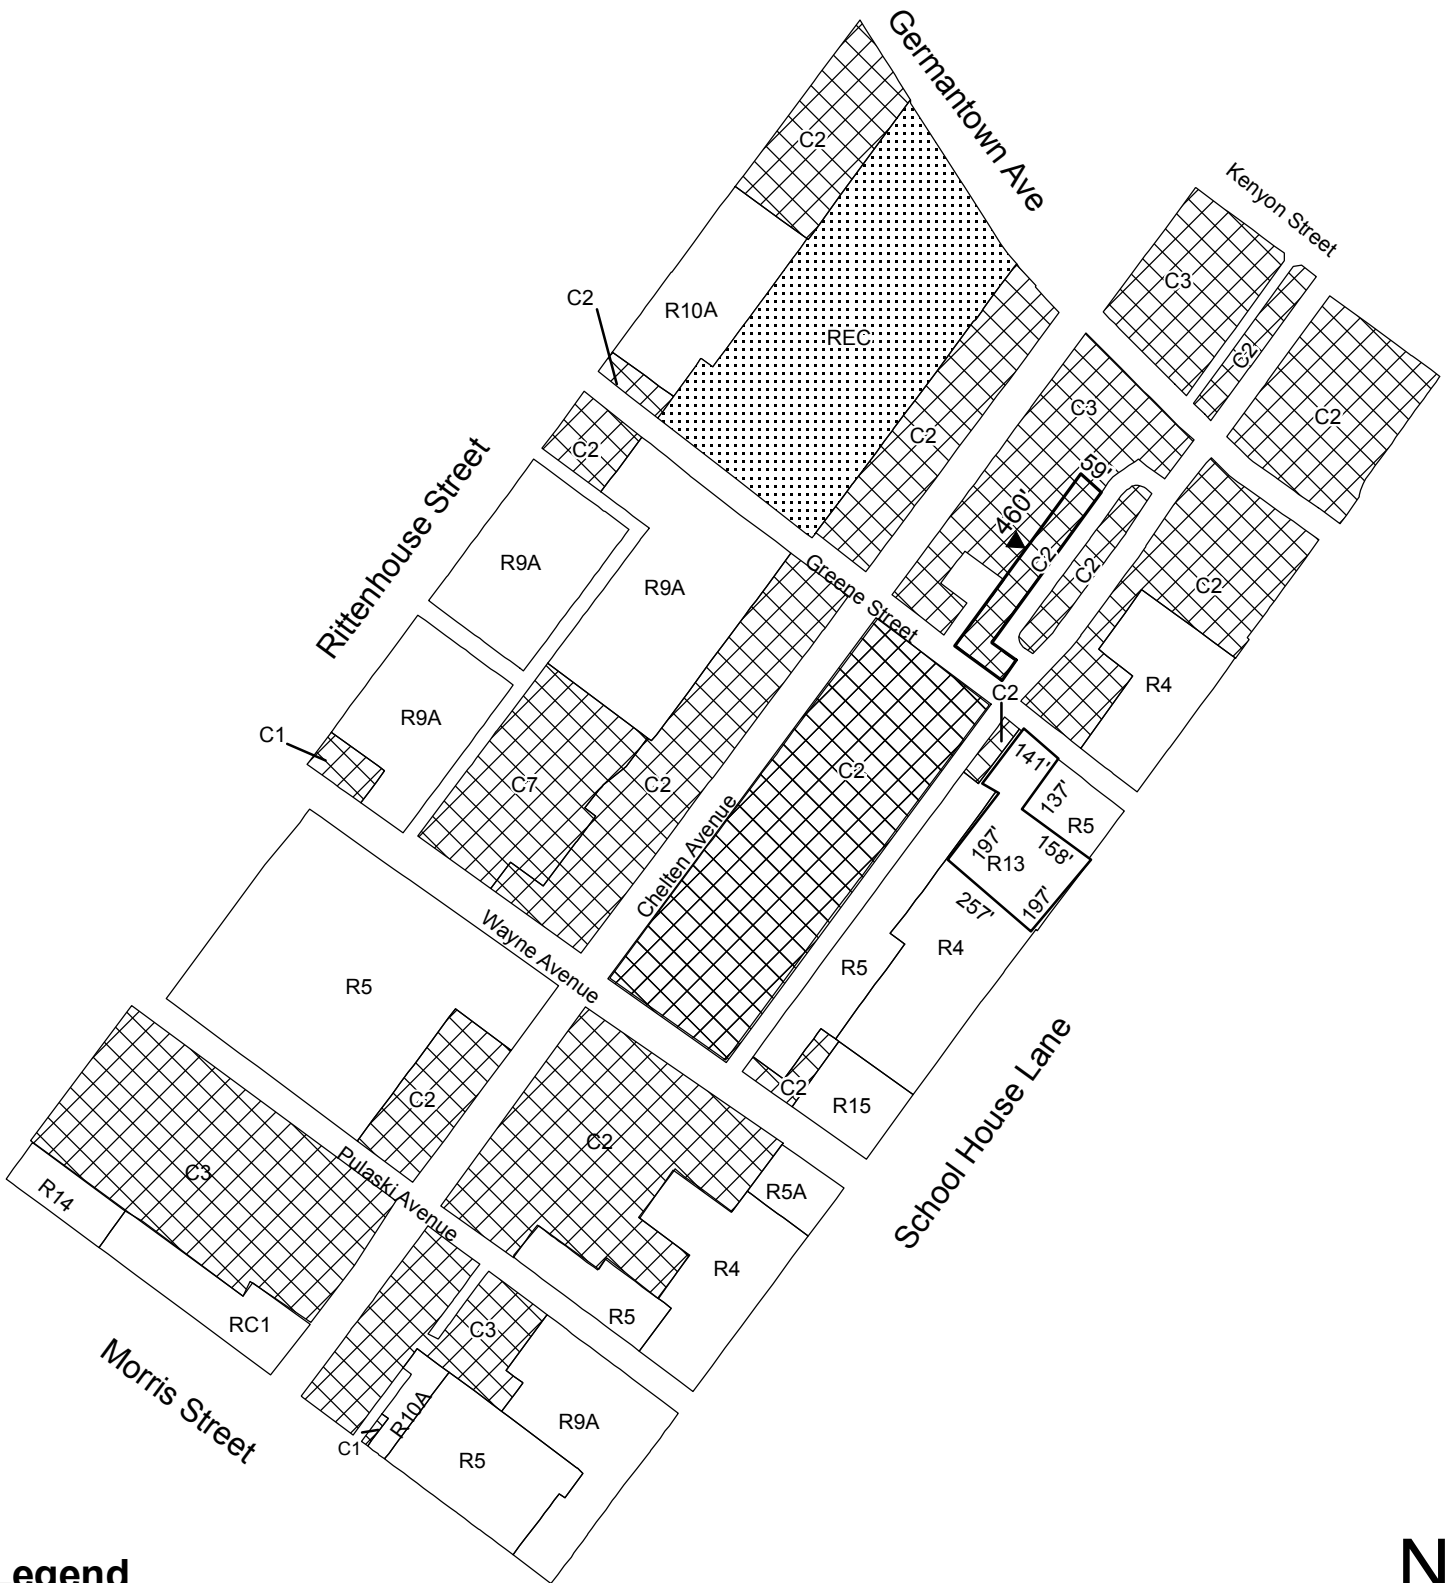 Germantown Ave
Kenyon Street
C2
C3
C2
R10A
C2
REC
C2
C2
C3
C2
C2
59'
460'
C2
C2
C2
R4
Rittenhouse Street
R9A
R9A
Greene Street
R9A
C1
C7
C2
C2
C2
Chelten Avenue
141'
137'
R5
158'
197'
R13
197'
257'
R4
R5
Wayne Avenue
R5
C2
C2
R15
School House Lane
C2
R5A
Pulaski Avenue
C3
R14
R4
R5
RC1
C3
Morris Street
R10A
R9A
C1
R5
egend
N